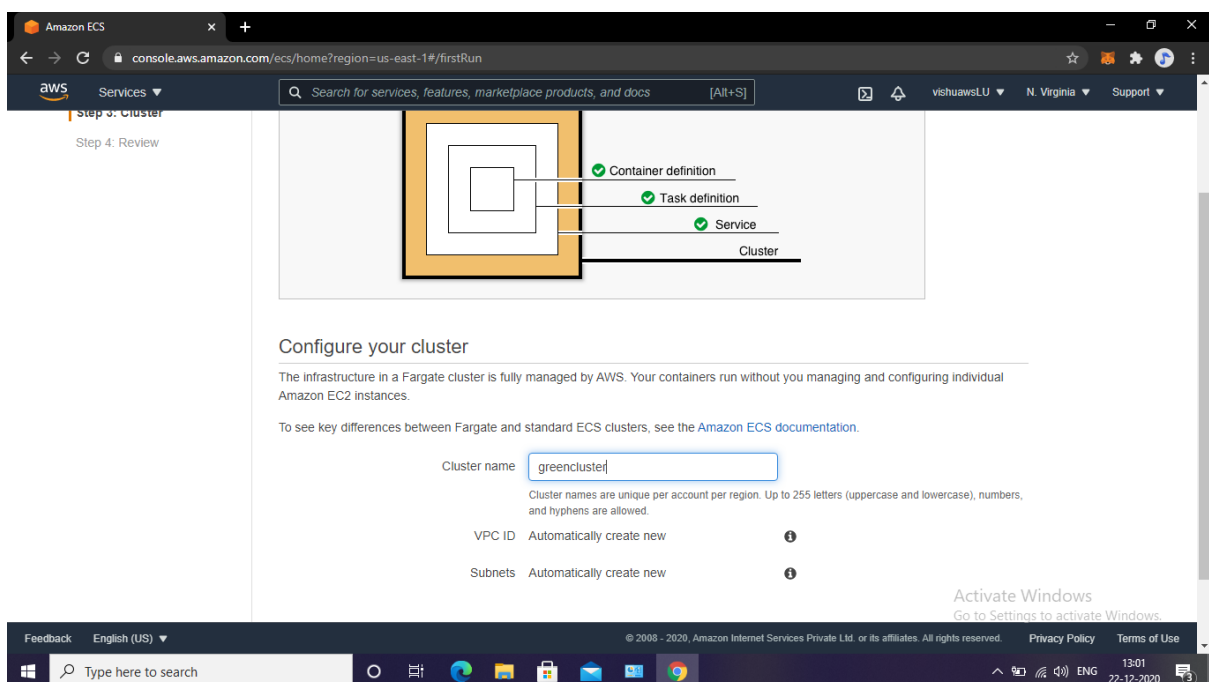 Amazon ECS
console.aws.amazon.com/ecs/home?region=us-east-1#/firstRun
aws Services ▼ Search for services, features, marketplace products, and docs [Alt+S] vishuawsLU ▼ N. Virginia ▼ Support ▼
Step 3: Cluster
Step 4: Review
Container definition
Task definition
Service
Cluster
Configure your cluster
The infrastructure in a Fargate cluster is fully managed by AWS. Your containers run without you managing and configuring individual
Amazon EC2 instances.
To see key differences between Fargate and standard ECS clusters, see the Amazon ECS documentation.
Cluster name greencluster
Cluster names are unique per account per region. Up to 255 letters (uppercase and lowercase), numbers,
and hyphens are allowed.
VPC ID Automatically create new
Subnets Automatically create new
Activate Windows
Go to Settings to activate Windows.
Feedback English (US) ▼ © 2008 - 2020, Amazon Internet Services Private Ltd. or its affiliates. All rights reserved. Privacy Policy Terms of Use
Type here to search ENG 13:01
22-12-2020 3